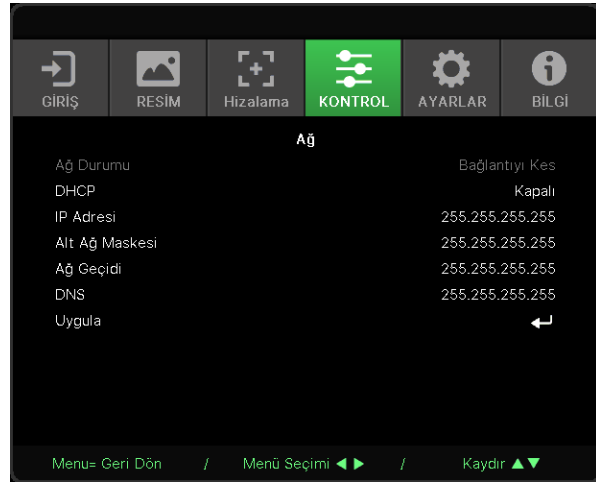 GİRİŞ RESİM Hizalama KONTROL AYARLAR BİLGİ
Ağ
Ağ Durumu Bağlantıyı Kes
DHCP Kapalı
IP Adresi 255.255.255.255
Alt Ağ Maskesi 255.255.255.255
Ağ Geçidi 255.255.255.255
DNS 255.255.255.255
Uygula
Menu= Geri Dön / Menü Seçimi ◀ ▶ / Kaydır ▲▼